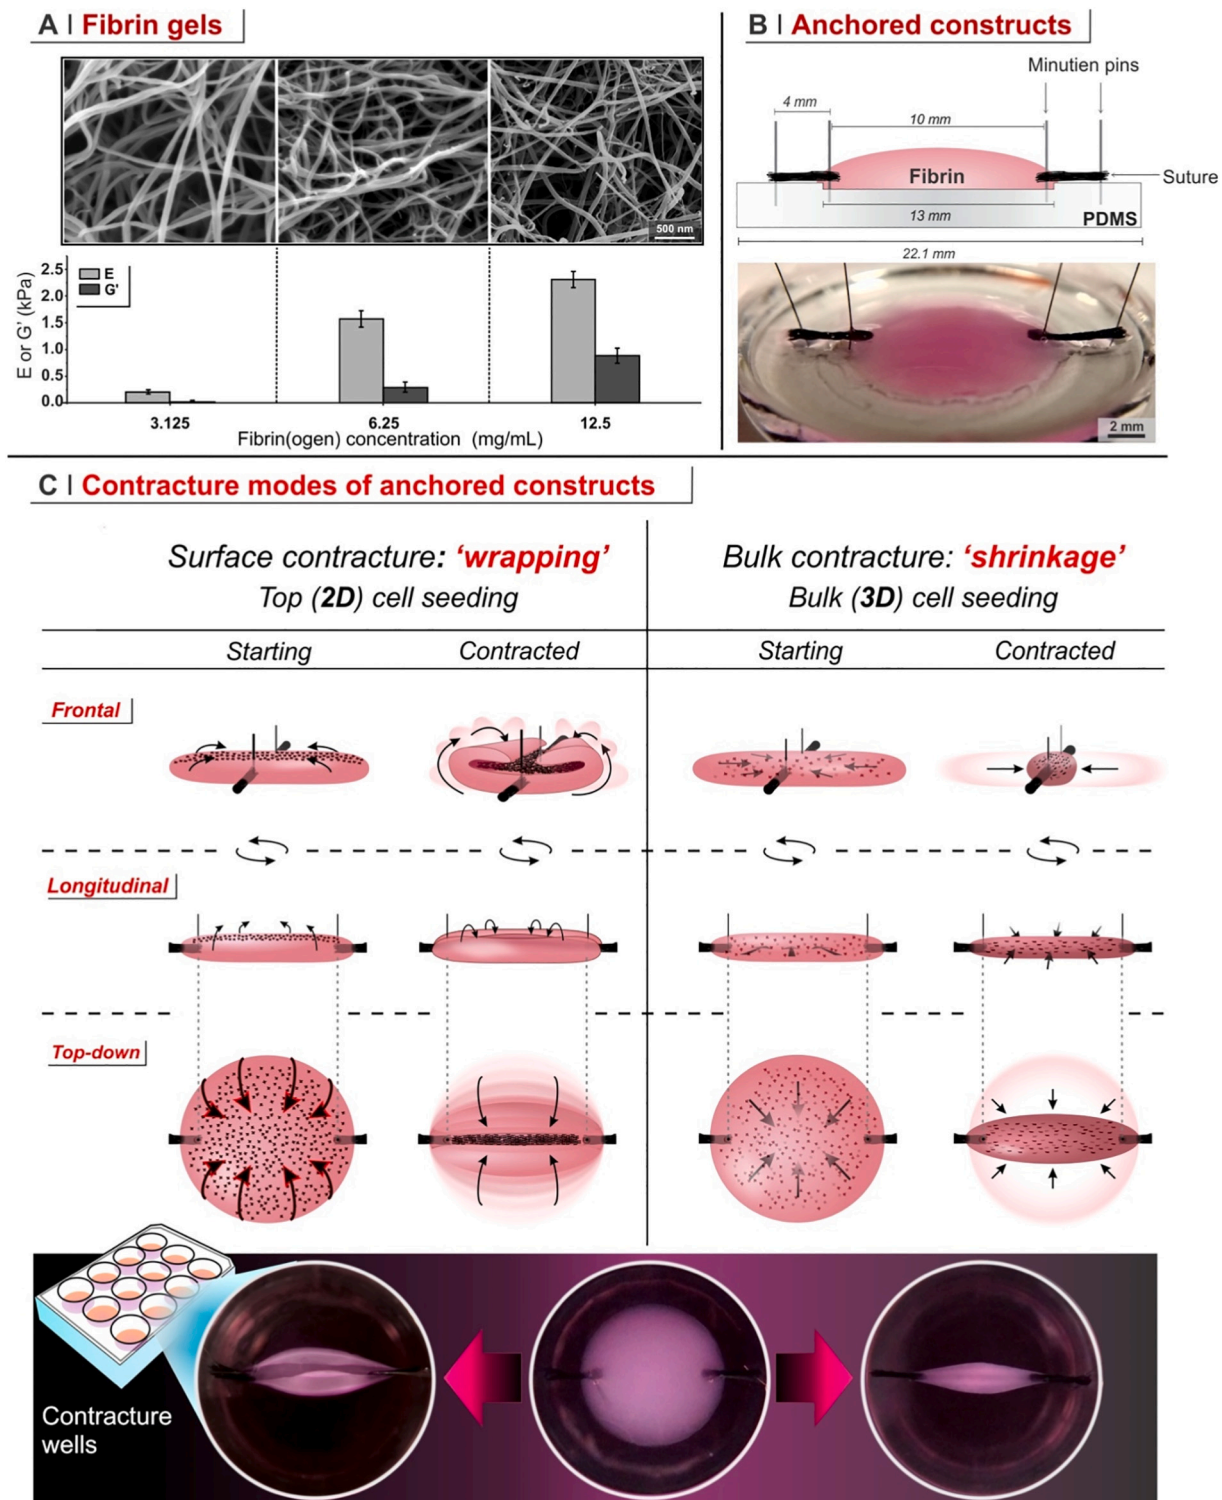 A | Fibrin gels
500 nm
E or G' (kPa)
2.5
2.0
1.5
1.0
0.5
0.0
E
G'
3.125
6.25
12.5
Fibrin(ogen) concentration (mg/mL)
B | Anchored constructs
Minutien pins
4 mm
10 mm
Fibrin
Suture
13 mm
PDMS
22.1 mm
2 mm
C | Contracture modes of anchored constructs
Surface contracture: ‘wrapping’
Top (2D) cell seeding
Bulk contracture: ‘shrinkage’
Bulk (3D) cell seeding
Starting
Contracted
Starting
Contracted
Frontal
Longitudinal
Top-down
Contracture
wells